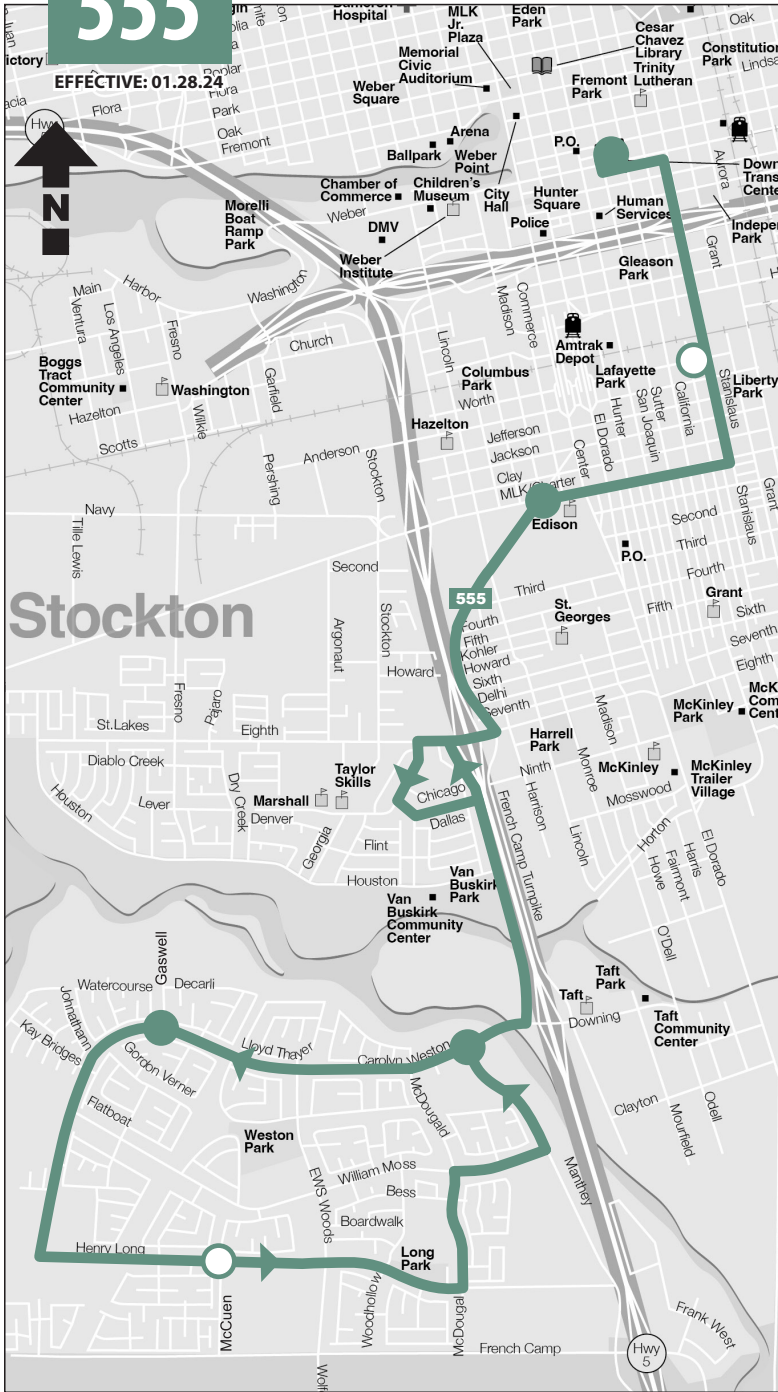 555
EFFECTIVE: 01.28.24
Hospital
MLK
Jr.
Plaza
Eden
Park
Oak
Cesar
Chavez
Library
Trinity
Lutheran
Constitution
Park
Memorial
Civic
Auditorium
Weber
Square
Fremont
Park
Poplar
Flora
Park
Oak
Fremont
Flora
Arena
Ballpark
Weber
Point
P.O.
Aurora
Chamber of
Commerce
Children's
Museum
City
Hall
Hunter
Square
Human
Services
Police
Morelli
Boat
Ramp
Park
Weber
DMV
Weber
Institute
N
Grant
Park
Gleason
Park
Main
Ventura
Harbor
Los Angeles
Fresno
Washington
Church
Madison
Commerce
Lincoln
Amtrak
Depot
Lafayette
Park
Columbus
Park
Worth
Boggs
Tract
Community
Center
Washington
Hazelton
Wilkie
Garfield
Scotts
Pershing
Anderson
Stockton
Hazelton
Jefferson
Jackson
Clay
MLK/Charter
Center
El Dorado
Hunter
San Joaquin
Sutter
California
Stanislaus
Liberty
Park
Navy
Tille Lewis
Edison
P.O.
Second
Third
Fourth
Fifth
Stanislaus
Grant
Second
Stockton
Argonaut
Stockton
Howard
555
Third
Fourth
Fifth
Kohler
Howard
Sixth
Delhi
Seventh
St.
Georges
Grant
Sixth
Seventh
Eighth
McKinley
Park
St.Lakes
Fresno
Pajaro
Eighth
Diablo Creek
Houston
Lever
Dry Creek
Marshall
Taylor
Skills
Denver
Georgia
Chicago
Dallas
Flint
Houston
Harrell
Park
Madison
Monroe
Ninth
Harrison
Lincoln
McKinley
McKinley
Trailer
Village
Mosswood
Horton
Howe
Fairmont
Harris
El Dorado
French Camp Turnpike
Van
Buskirk
Park
Van
Buskirk
Community
Center
O'Dell
Gaswell
Watercourse
Decarli
Johnathann
Kay Bridges
Gordon Verner
Lloyd Thayer
Carolyn Weston
Flatboat
McDougald
Taft
Taft
Park
Downing
Taft
Community
Center
Clayton
Mourfield
Odell
Weston
Park
EWS Woods
William Moss
Bess
Boardwalk
Manthey
Henry Long
Long
Park
McCuen
Woodhollow
McDougal
French Camp
Hwy
5
Frank West